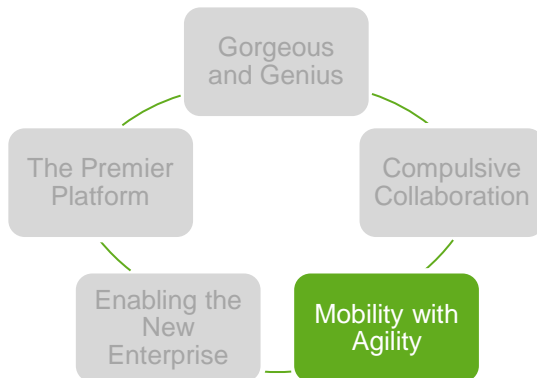 Gorgeous
and Genius
The Premier
Platform
Compulsive
Collaboration
Enabling the
New
Enterprise
Mobility with
Agility